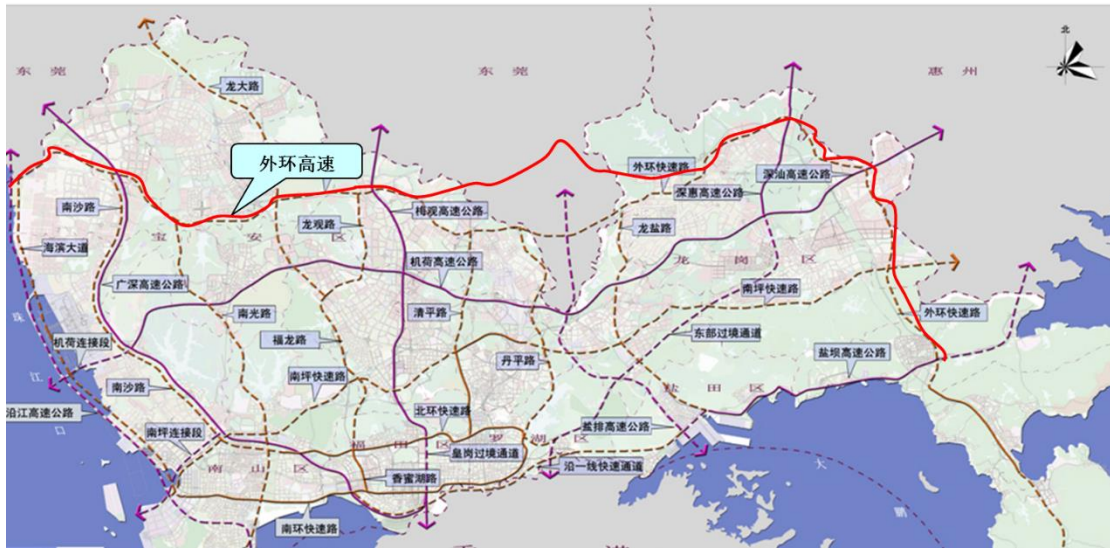 北
东 莞
东 莞
惠 州
龙大路
外环高速
外环快速路
深汕高速公路
深惠高速公路
南沙路
梅观高速公路
龙观路
龙盐路
宝 安 区
海滨大道
机荷高速公路
龙 岗 区
广深高速公路
南坪快速路
清平路
南光路
外环快速路
珠 江 口
东部过境通道
机荷连接段
福龙路
丹平路
盐坝高速公路
南坪快速路
南沙路
盐 田 区
沿江高速公路
北环快速路
南坪连接段
盐排高速公路
福 田 区
罗 湖 区
皇岗过境通道
南 山 区
香蜜湖路
沿一线快速通道
大 鹏
南环快速路